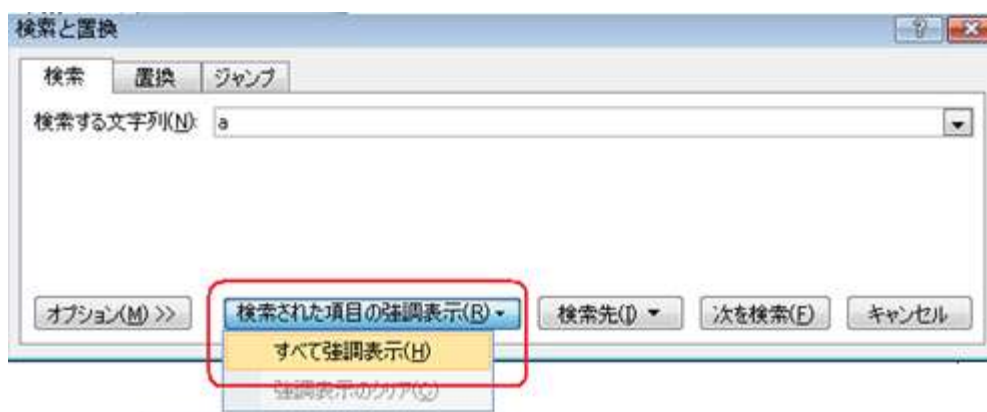 検索と置換
検索 置換 ジャンプ
検索する文字列(N): a
オプション(M) >> 検索された項目の強調表示(R) 検索先(I) 次を検索(F) キャンセル
すべて強調表示(H)
強調表示のクリア(C)